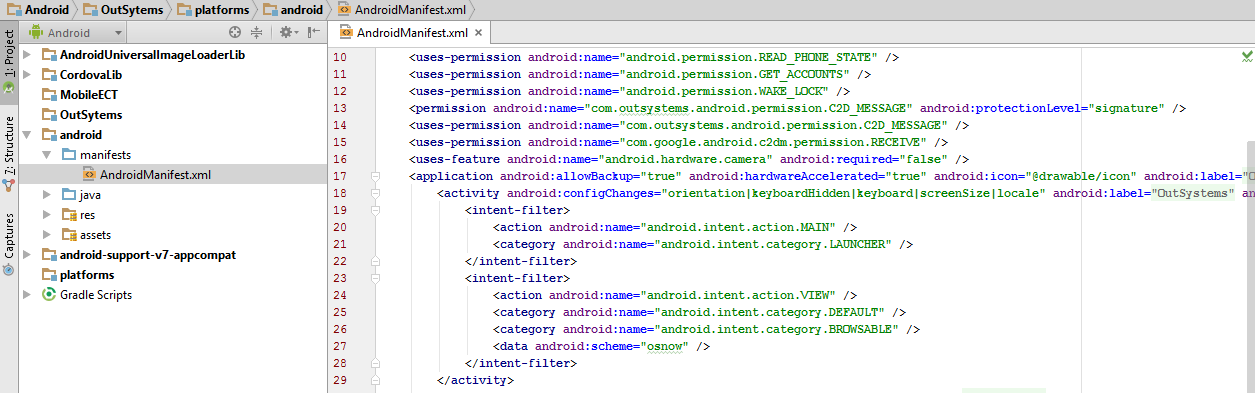 Android OutSytems platforms android AndroidManifest.xml
Android
AndroidManifest.xml
1: Project
7: Structure
Captures
AndroidUniversalImageLoaderLib
CordovaLib
MobileECT
OutSytems
android
manifests
AndroidManifest.xml
java
res
assets
android-support-v7-appcompat
platforms
Gradle Scripts
10 <uses-permission android:name="android.permission.READ_PHONE_STATE" />
11 <uses-permission android:name="android.permission.GET_ACCOUNTS" />
12 <uses-permission android:name="android.permission.WAKE_LOCK" />
13 <permission android:name="com.outsystems.android.permission.C2D_MESSAGE" android:protectionLevel="signature" />
14 <uses-permission android:name="com.outsystems.android.permission.C2D_MESSAGE" />
15 <uses-permission android:name="com.google.android.c2dm.permission.RECEIVE" />
16 <uses-feature android:name="android.hardware.camera" android:required="false" />
17 <application android:allowBackup="true" android:hardwareAccelerated="true" android:icon="@drawable/icon" android:label="O
18 <activity android:configChanges="orientation|keyboardHidden|keyboard|screenSize|locale" android:label="OutSystems" an
19 <intent-filter>
20 <action android:name="android.intent.action.MAIN" />
21 <category android:name="android.intent.category.LAUNCHER" />
22 </intent-filter>
23 <intent-filter>
24 <action android:name="android.intent.action.VIEW" />
25 <category android:name="android.intent.category.DEFAULT" />
26 <category android:name="android.intent.category.BROWSABLE" />
27 <data android:scheme="osnow" />
28 </intent-filter>
29 </activity>